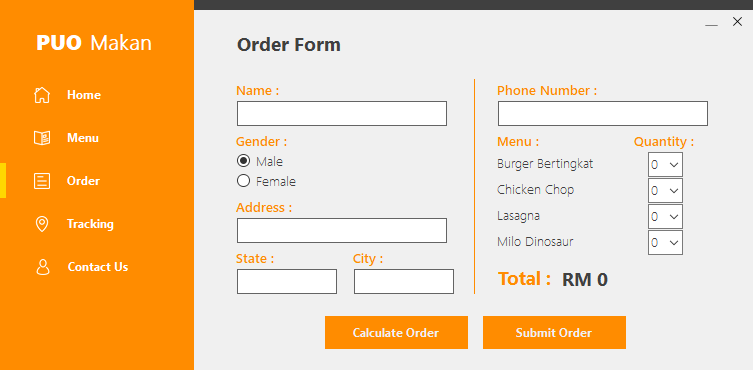 PUO Makan
Home
Menu
Order
Tracking
Contact Us
Order Form
Name :
Gender :
Male
Female
Address :
State : City :
Phone Number :
Menu : Quantity :
Burger Bertingkat 0
Chicken Chop 0
Lasagna 0
Milo Dinosaur 0
Total : RM 0
Calculate Order Submit Order